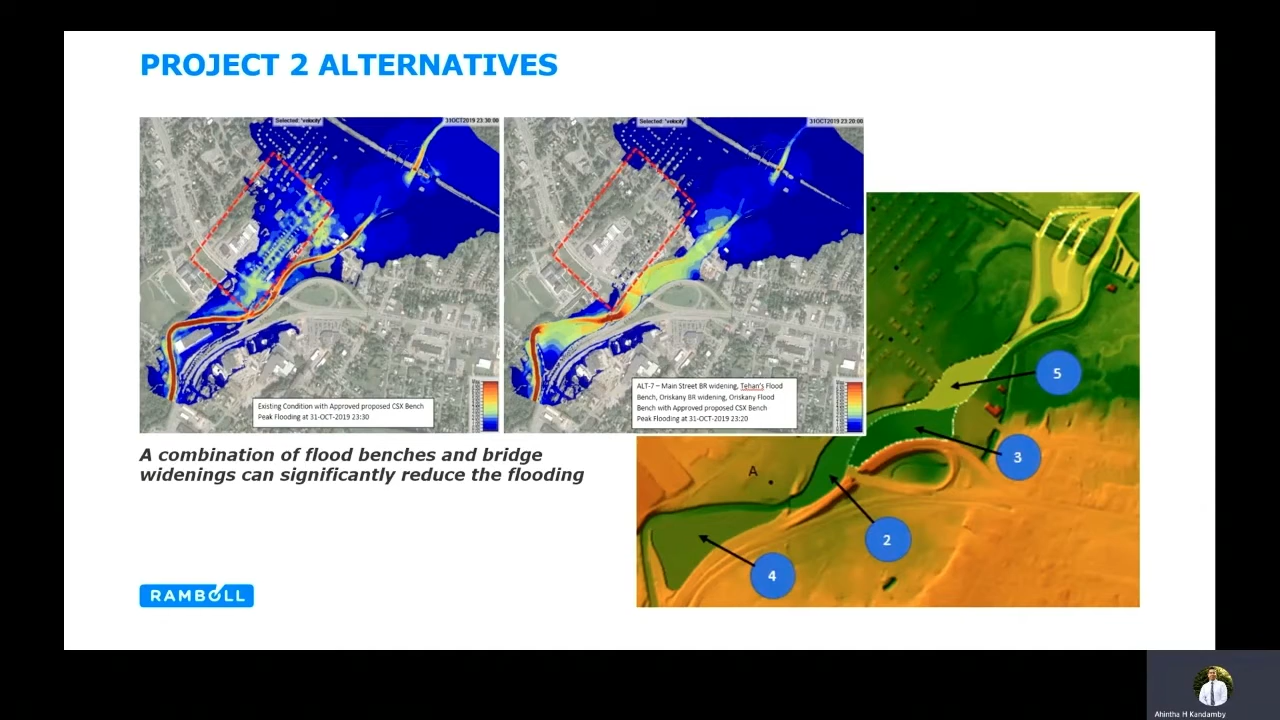 PROJECT 2 ALTERNATIVES
Selected: 'velocity'
31OCT2019 23:30:00
Selected: 'velocity'
31OCT2019 23:20:00
Existing Condition with Approved proposed CSX Bench
Peak Flooding at 31-OCT-2019 23:30
ALT-7 – Main Street BR widening, Tehan's Flood
Bench, Oriskany BR widening, Oriskany Flood
Bench with Approved proposed CSX Bench
Peak Flooding at 31-OCT-2019 23:20
5
3
A
2
4
A combination of flood benches and bridge
widenings can significantly reduce the flooding
RAMBOLL
Ahintha H Kandamby